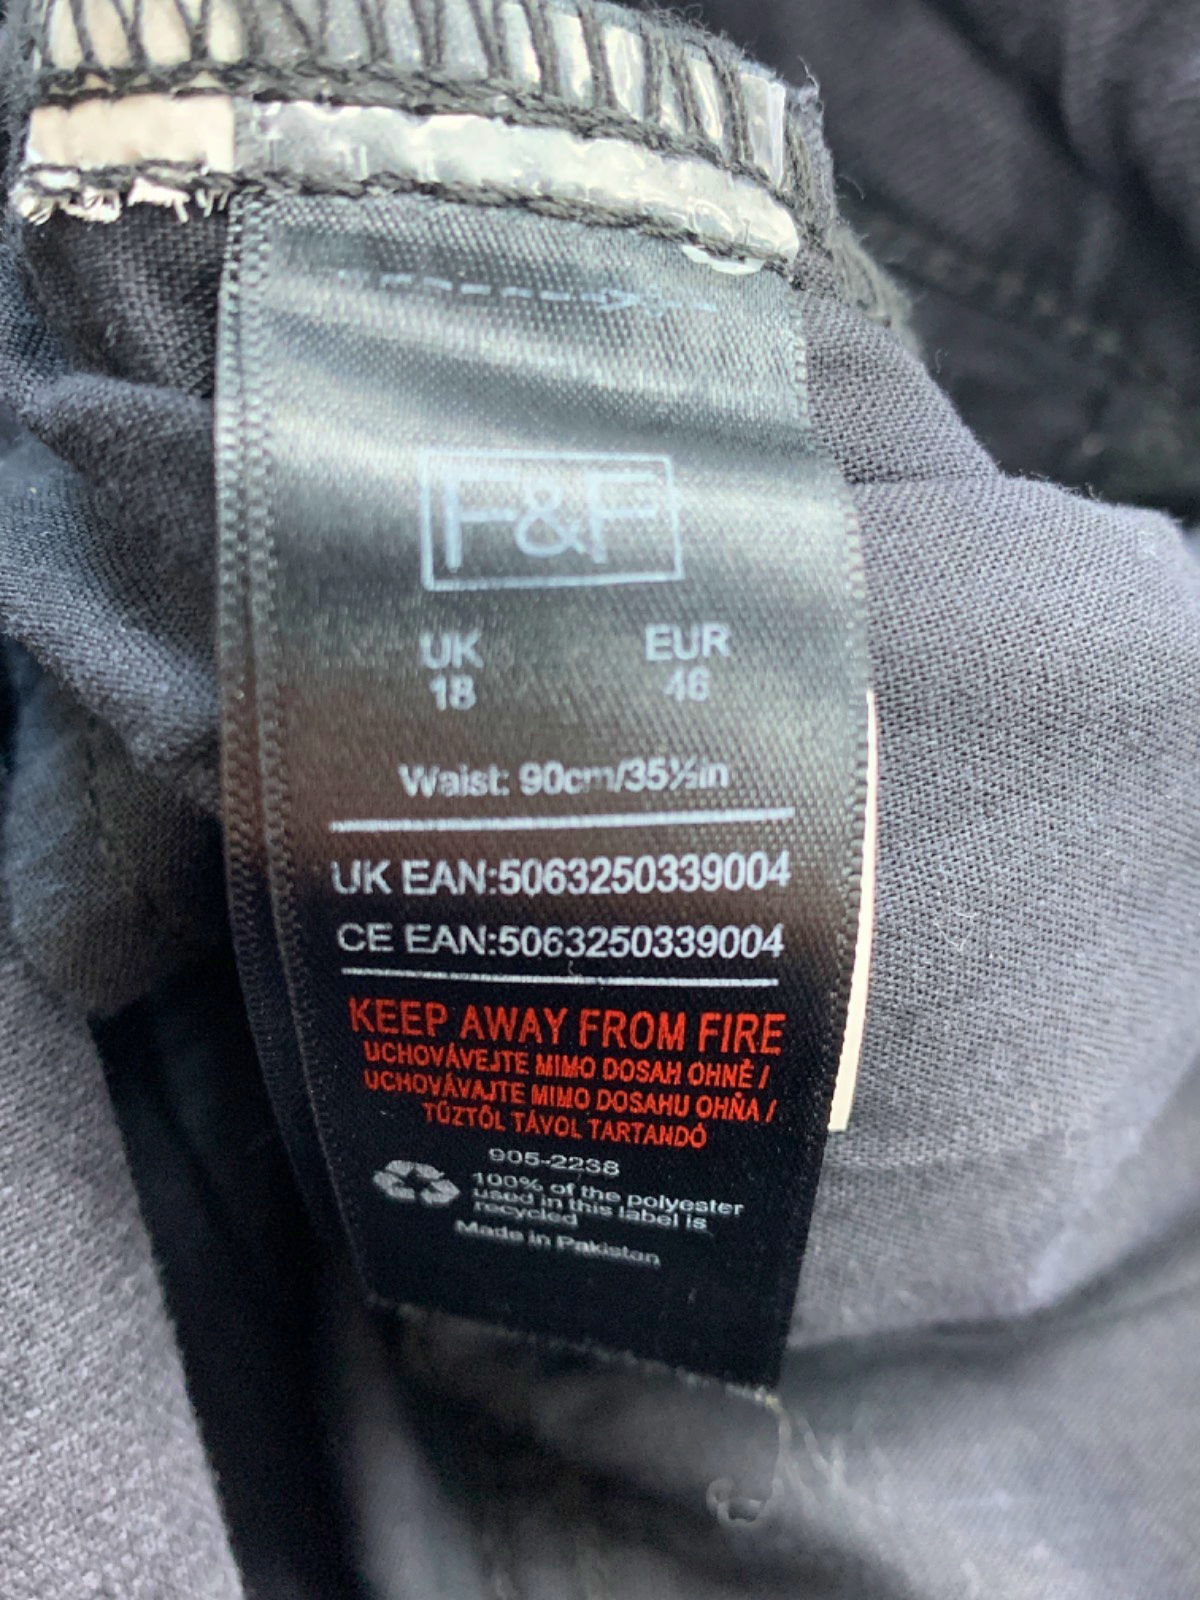 F&F
UK EUR
18 46
Waist: 90cm/35½in
UK EAN:5063250339004
CE EAN:5063250339004
KEEP AWAY FROM FIRE
UCHOVÁVEJTE MIMO DOSAH OHNĚ /
UCHOVÁVAJTE MIMO DOSAHU OHŇA /
TŰZTŐL TÁVOL TARTANDÓ
905-2238
100% of the polyester
used in this label is
recycled
Made in Pakistan